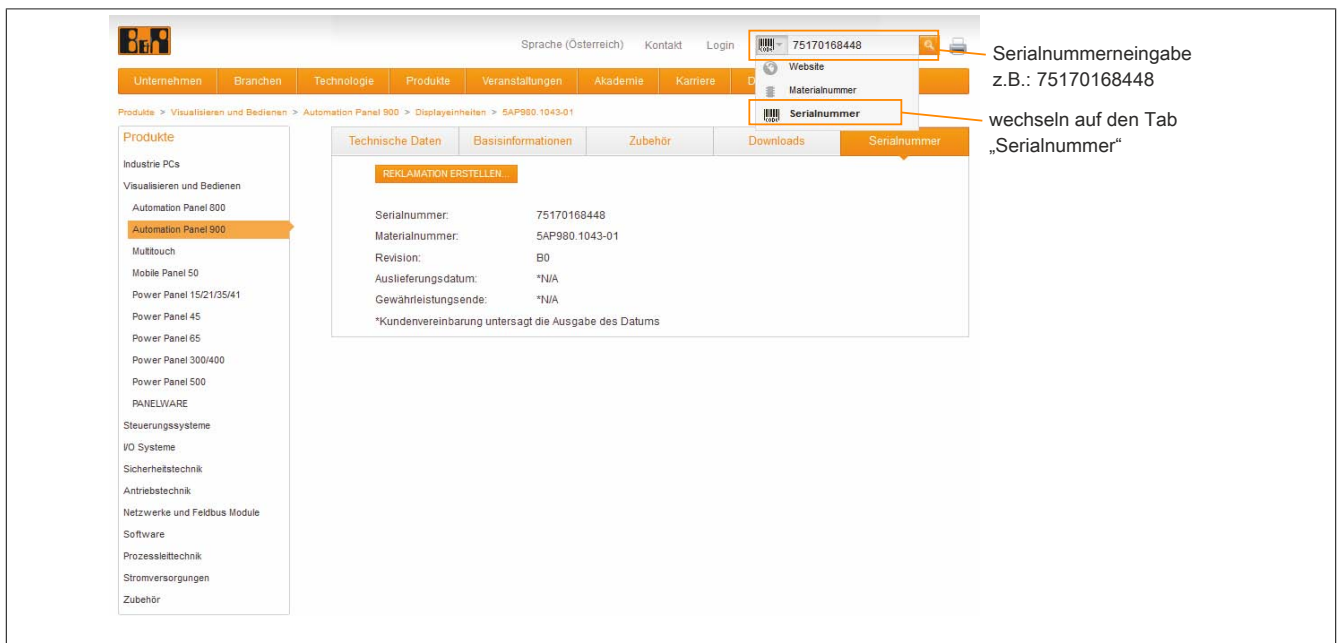 B&R
Sprache (Österreich) Kontakt Login 75170168448
Unternehmen Branchen Technologie Produkte Veranstaltungen Akademie Karriere D
Website
Materialnummer
Serialnummer
Serialnummerneingabe
z.B.: 75170168448
wechseln auf den Tab
„Serialnummer“
Produkte > Visualisieren und Bedienen > Automation Panel 900 > Displayeinheiten > 5AP980.1043-01
Produkte
Industrie PCs
Visualisieren und Bedienen
Automation Panel 800
Automation Panel 900
Multitouch
Mobile Panel 50
Power Panel 15/21/35/41
Power Panel 45
Power Panel 65
Power Panel 300/400
Power Panel 500
PANELWARE
Steuerungssysteme
I/O Systeme
Sicherheitstechnik
Antriebstechnik
Netzwerke und Feldbus Module
Software
Prozessleittechnik
Stromversorgungen
Zubehör
Technische Daten Basisinformationen Zubehör Downloads Serialnummer
REKLAMATION ERSTELLEN...
Serialnummer: 75170168448
Materialnummer: 5AP980.1043-01
Revision: B0
Auslieferungsdatum: *N/A
Gewährleistungsende: *N/A
*Kundenvereinbarung untersagt die Ausgabe des Datums